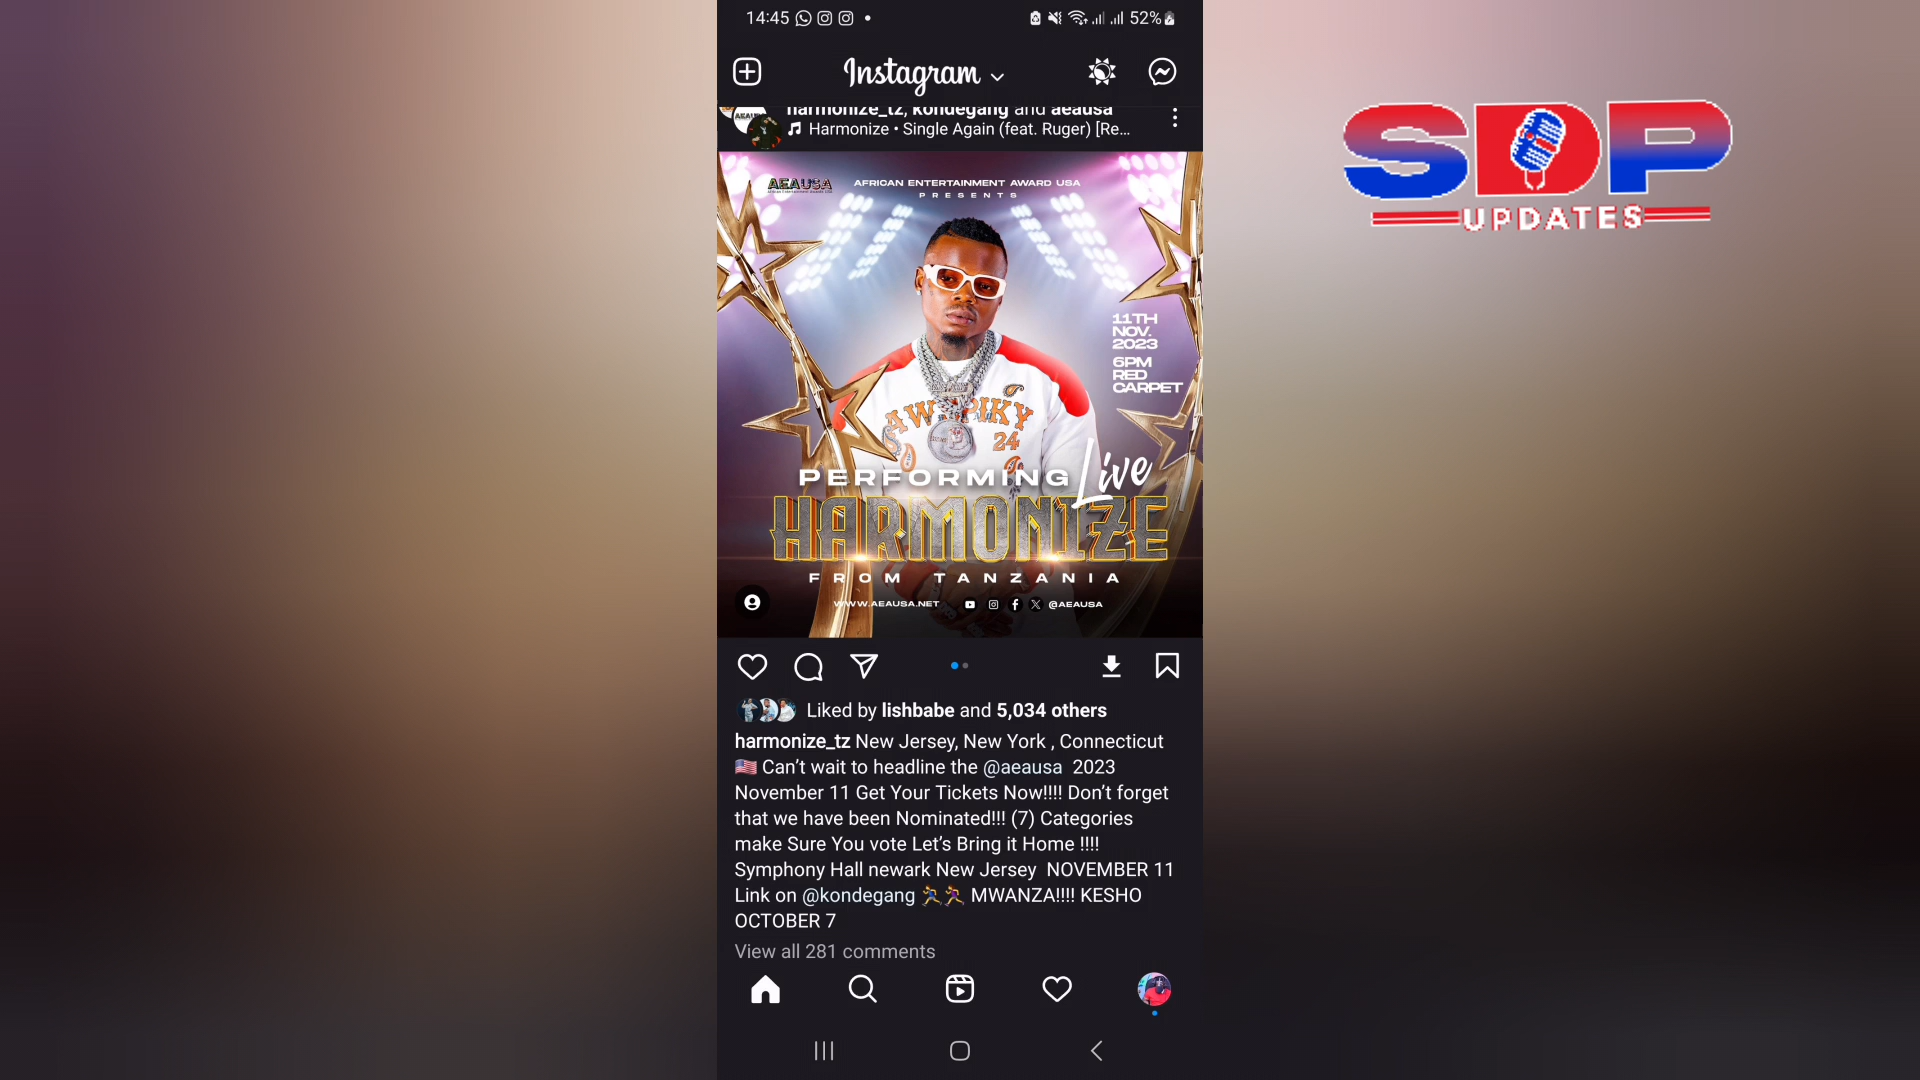 14:45
52%
Instagram
harmonize_tz, kondegang and aeausa
Harmonize • Single Again (feat. Ruger) [Re...
SDP
UPDATES
AEAUSA
AFRICAN ENTERTAINMENT AWARD USA
PRESENTS
11TH
NOV.
2023
6PM
RED
CARPET
24
PERFORMING Live
HARMONIZE
FROM TANZANIA
WWW.AEAUSA.NET
@AEAUSA
Liked by lishbabe and 5,034 others
harmonize_tz New Jersey, New York , Connecticut
🇺🇸 Can’t wait to headline the @aeausa 2023
November 11 Get Your Tickets Now!!!! Don’t forget
that we have been Nominated!!! (7) Categories
make Sure You vote Let’s Bring it Home !!!!
Symphony Hall newark New Jersey NOVEMBER 11
Link on @kondegang 🏃‍♀️🏃‍♀️ MWANZA!!!! KESHO
OCTOBER 7
View all 281 comments